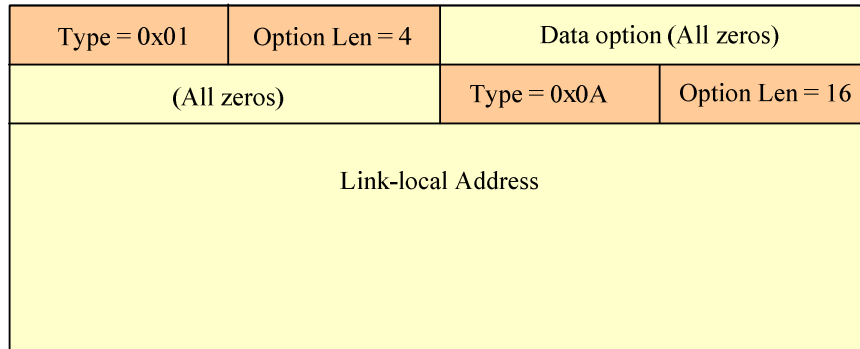 Type = 0x01 Option Len = 4 Data option (All zeros)
(All zeros) Type = 0x0A Option Len = 16
Link-local Address